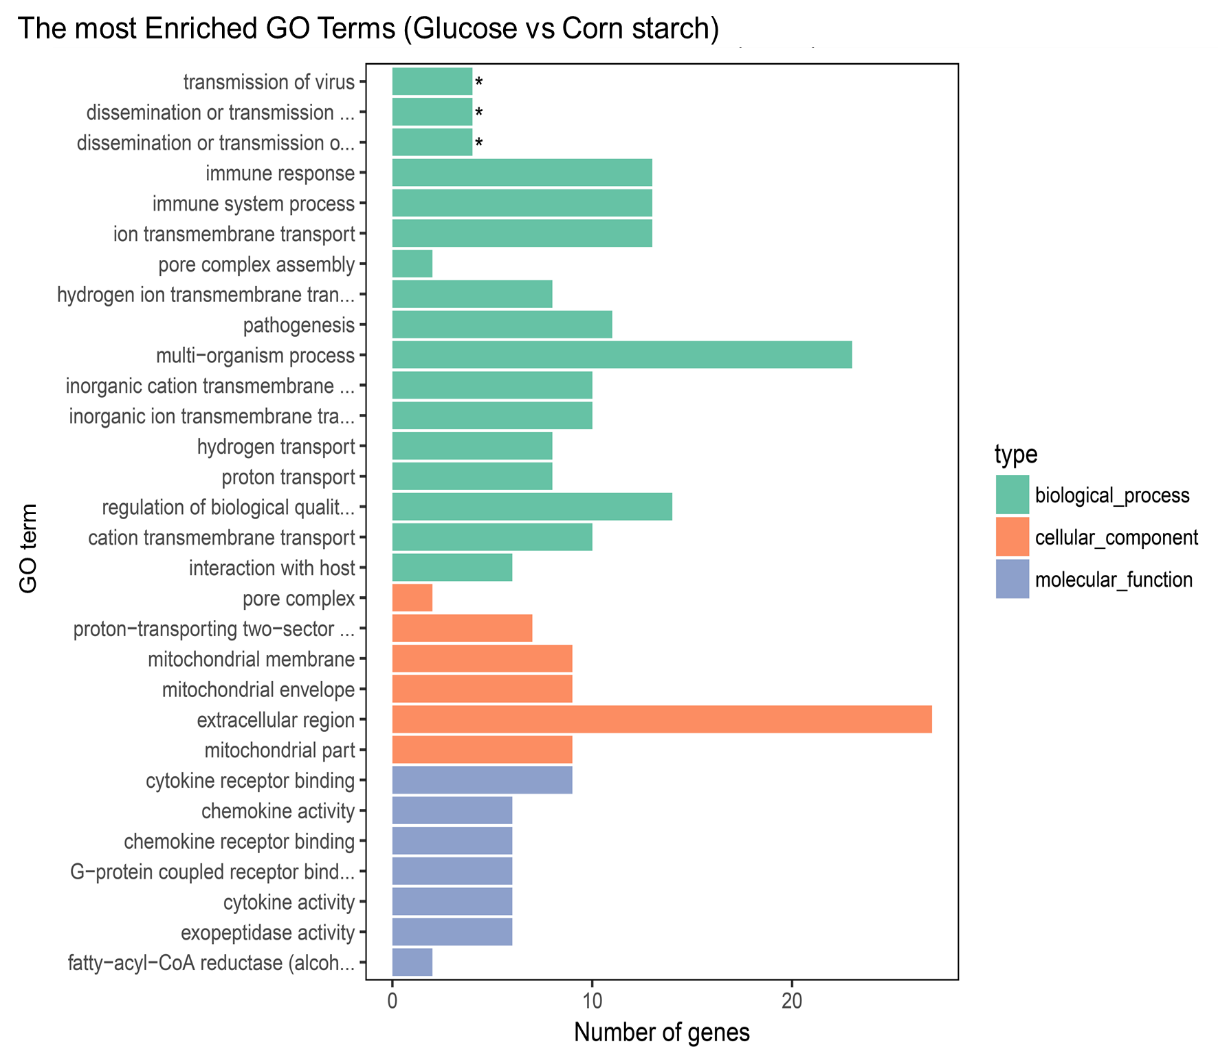 The most Enriched GO Terms (Glucose vs Corn starch)
transmission of virus
*
dissemination or transmission ...
*
dissemination or transmission o...
*
immune response
immune system process
ion transmembrane transport
pore complex assembly
hydrogen ion transmembrane tran...
pathogenesis
multi−organism process
inorganic cation transmembrane ...
inorganic ion transmembrane tra...
hydrogen transport
proton transport
regulation of biological qualit...
cation transmembrane transport
interaction with host
pore complex
proton−transporting two−sector ...
mitochondrial membrane
mitochondrial envelope
extracellular region
mitochondrial part
cytokine receptor binding
chemokine activity
chemokine receptor binding
G−protein coupled receptor bind...
cytokine activity
exopeptidase activity
fatty−acyl−CoA reductase (alcoh...
GO term
0
10
20
Number of genes
type
biological_process
cellular_component
molecular_function